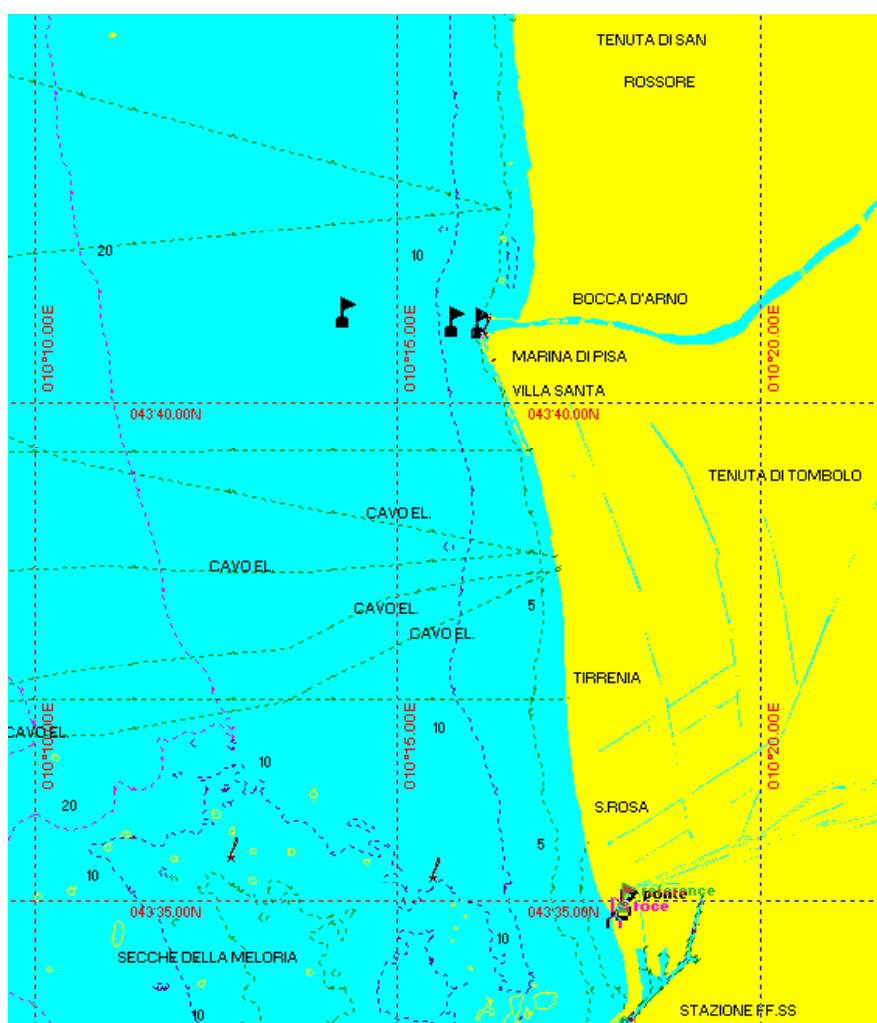 TENUTA DI SAN
ROSSORE
20
10
BOCCA D'ARNO
010°10.00E
010°15.00E
010°20.00E
MARINA DI PISA
VILLA SANTA
043°40.00N
043°40.00N
TENUTA DI TOMBOLO
CAVO EL.
CAVO EL.
CAVO EL.
5
CAVO EL.
TIRRENIA
010°10.00E
010°15.00E
010°20.00E
CAVO EL.
10
10
20
S.ROSA
5
10
reference
ponte
foce
043°35.00N
043°35.00N
10
SECCHE DELLA MELORIA
10
STAZIONE FF.SS